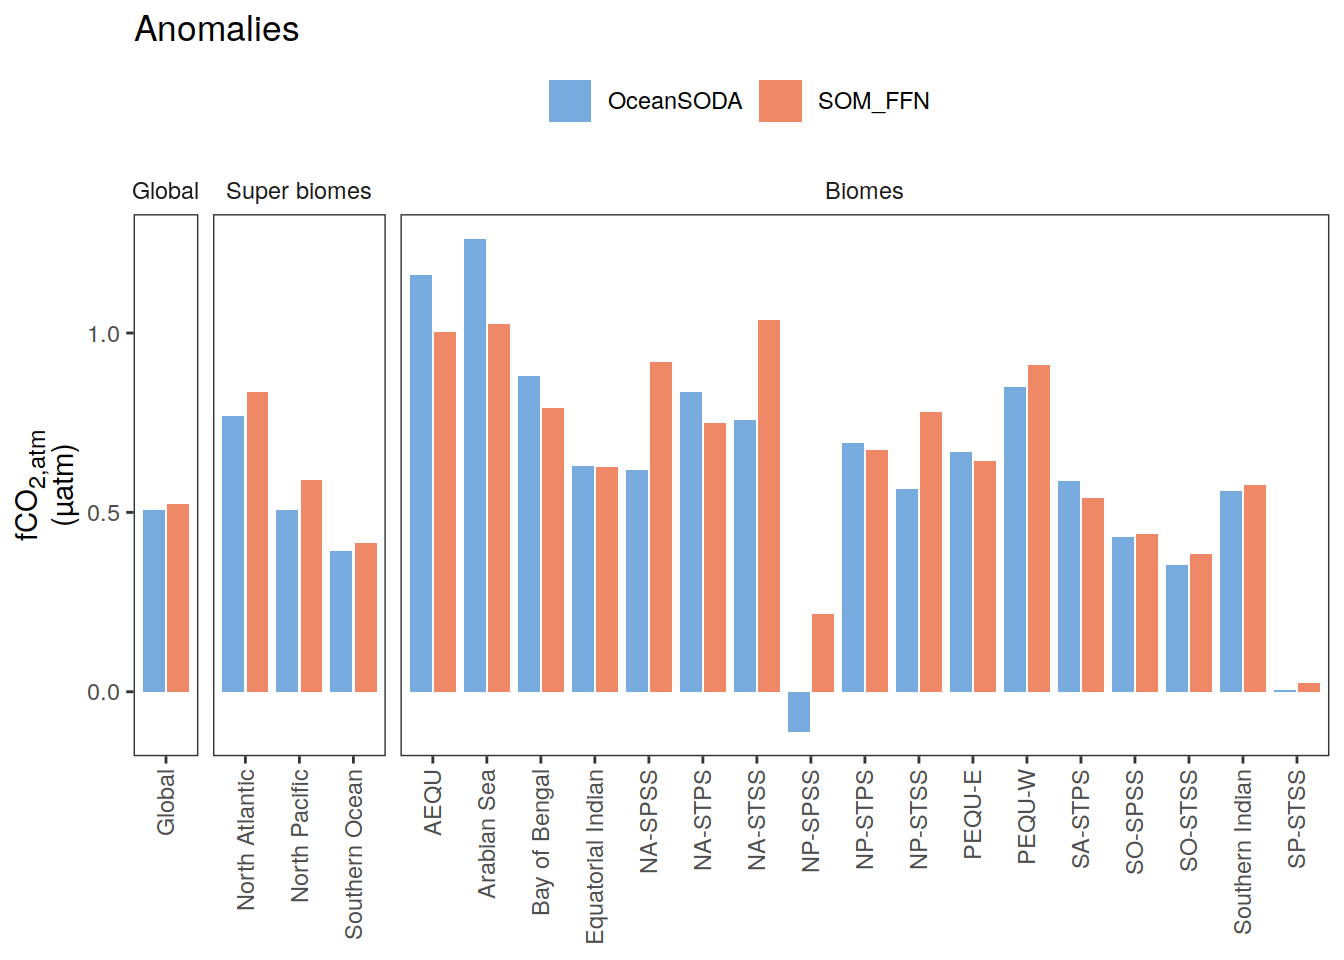 Anomalies
OceanSODA SOM_FFN
Global Super biomes Biomes
fCO2,atm
(µatm)
1.0
0.5
0.0
Global
North Atlantic
North Pacific
Southern Ocean
AEQU
Arabian Sea
Bay of Bengal
Equatorial Indian
NA-SPSS
NA-STPS
NA-STSS
NP-SPSS
NP-STPS
NP-STSS
PEQU-E
PEQU-W
SA-STPS
SO-SPSS
SO-STSS
Southern Indian
SP-STSS